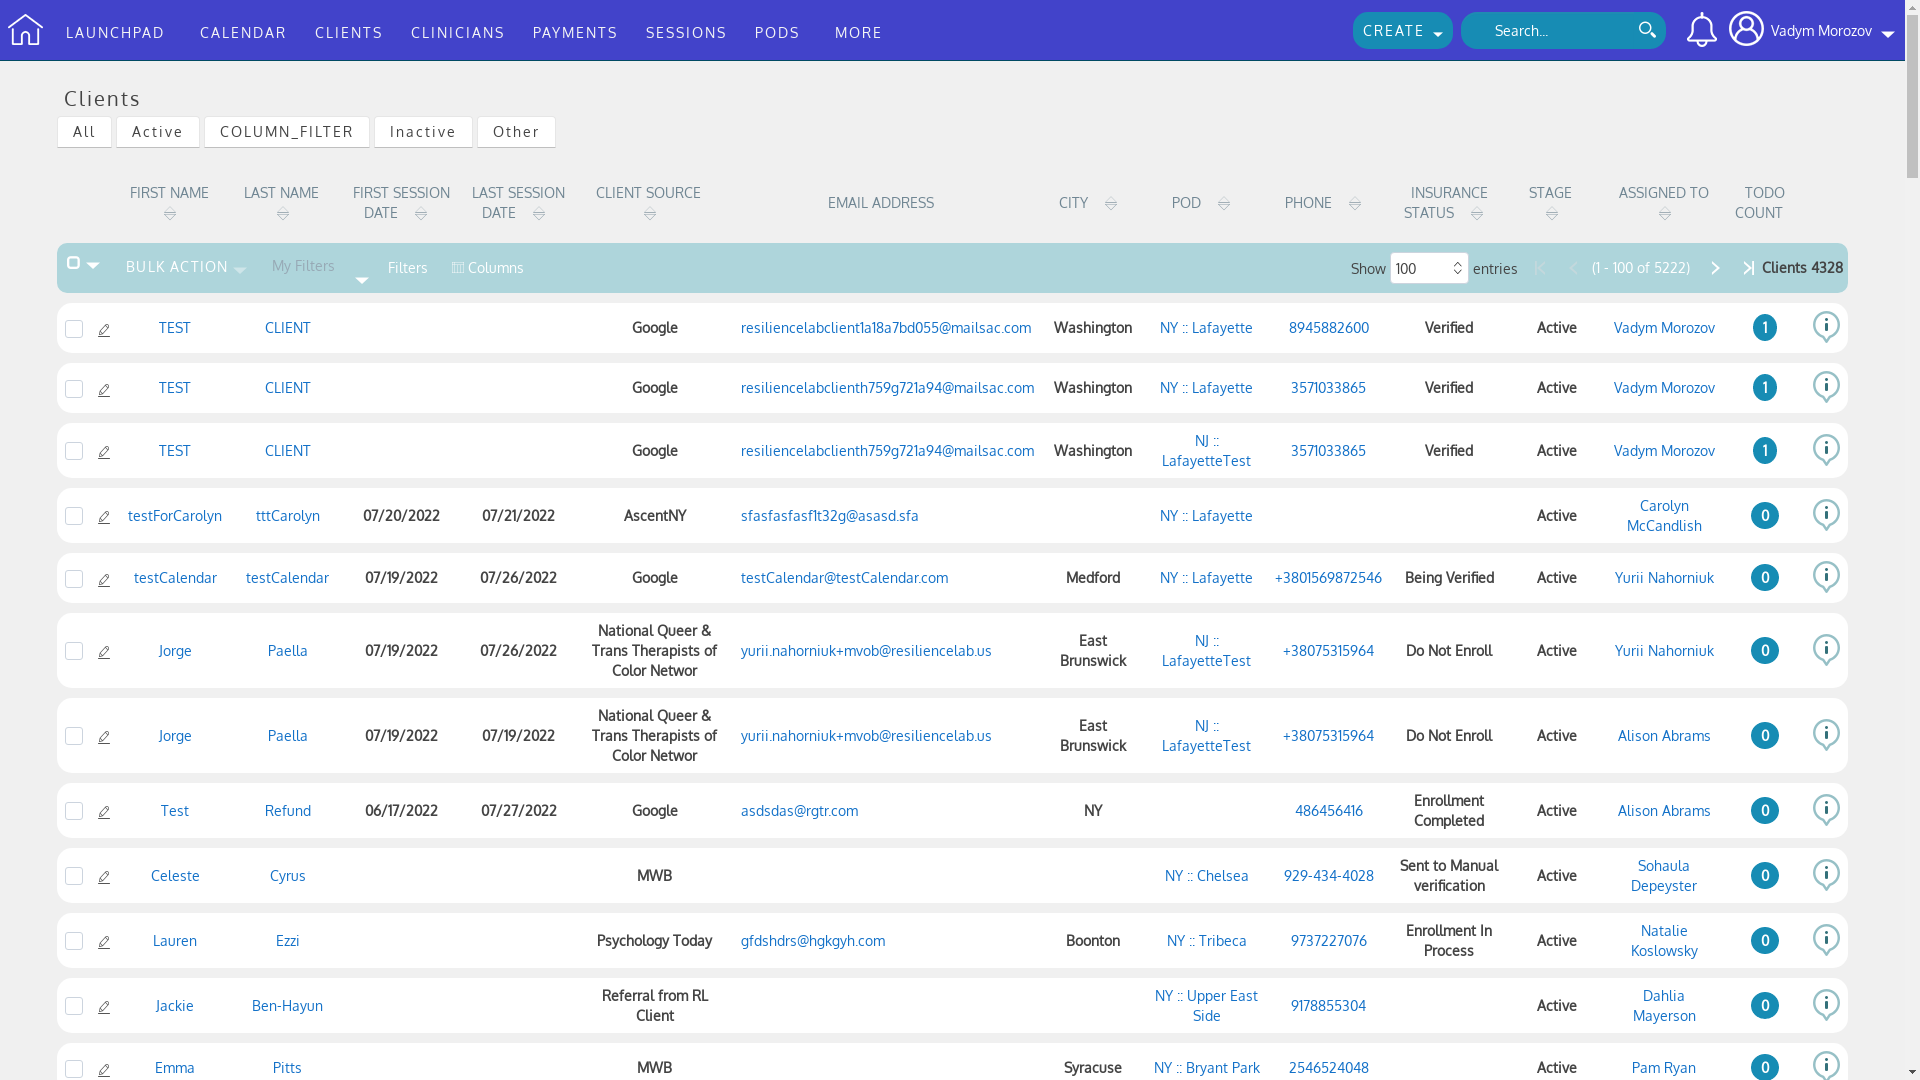 LAUNCHPAD CALENDAR CLIENTS CLINICIANS PAYMENTS SESSIONS PODS MORE CREATE Search... Vadym Morozov
Clients
All Active COLUMN_FILTER Inactive Other
FIRST NAME LAST NAME FIRST SESSION DATE LAST SESSION DATE CLIENT SOURCE EMAIL ADDRESS CITY POD PHONE INSURANCE STATUS STAGE ASSIGNED TO TODO COUNT
BULK ACTION My Filters Filters Columns Show 100 entries (1 - 100 of 5222) Clients 4328
TEST CLIENT Google resiliencelabclient1a18a7bd055@mailsac.com Washington NY :: Lafayette 8945882600 Verified Active Vadym Morozov 1
TEST CLIENT Google resiliencelabclienth759g721a94@mailsac.com Washington NY :: Lafayette 3571033865 Verified Active Vadym Morozov 1
TEST CLIENT Google resiliencelabclienth759g721a94@mailsac.com Washington NJ :: LafayetteTest 3571033865 Verified Active Vadym Morozov 1
testForCarolyn tttCarolyn 07/20/2022 07/21/2022 AscentNY sfasfasfasf1t32g@asasd.sfa NY :: Lafayette Active Carolyn McCandlish 0
testCalendar testCalendar 07/19/2022 07/26/2022 Google testCalendar@testCalendar.com Medford NY :: Lafayette +3801569872546 Being Verified Active Yurii Nahorniuk 0
Jorge Paella 07/19/2022 07/26/2022 National Queer & Trans Therapists of Color Networ yurii.nahorniuk+mvob@resiliencelab.us East Brunswick NJ :: LafayetteTest +38075315964 Do Not Enroll Active Yurii Nahorniuk 0
Jorge Paella 07/19/2022 07/19/2022 National Queer & Trans Therapists of Color Networ yurii.nahorniuk+mvob@resiliencelab.us East Brunswick NJ :: LafayetteTest +38075315964 Do Not Enroll Active Alison Abrams 0
Test Refund 06/17/2022 07/27/2022 Google asdsdas@rgtr.com NY 486456416 Enrollment Completed Active Alison Abrams 0
Celeste Cyrus MWB NY :: Chelsea 929-434-4028 Sent to Manual verification Active Sohaula Depeyster 0
Lauren Ezzi Psychology Today gfdshdrs@hgkgyh.com Boonton NY :: Tribeca 9737227076 Enrollment In Process Active Natalie Koslowsky 0
Jackie Ben-Hayun Referral from RL Client NY :: Upper East Side 9178855304 Active Dahlia Mayerson 0
Emma Pitts MWB Syracuse NY :: Bryant Park 2546524048 Active Pam Ryan 0